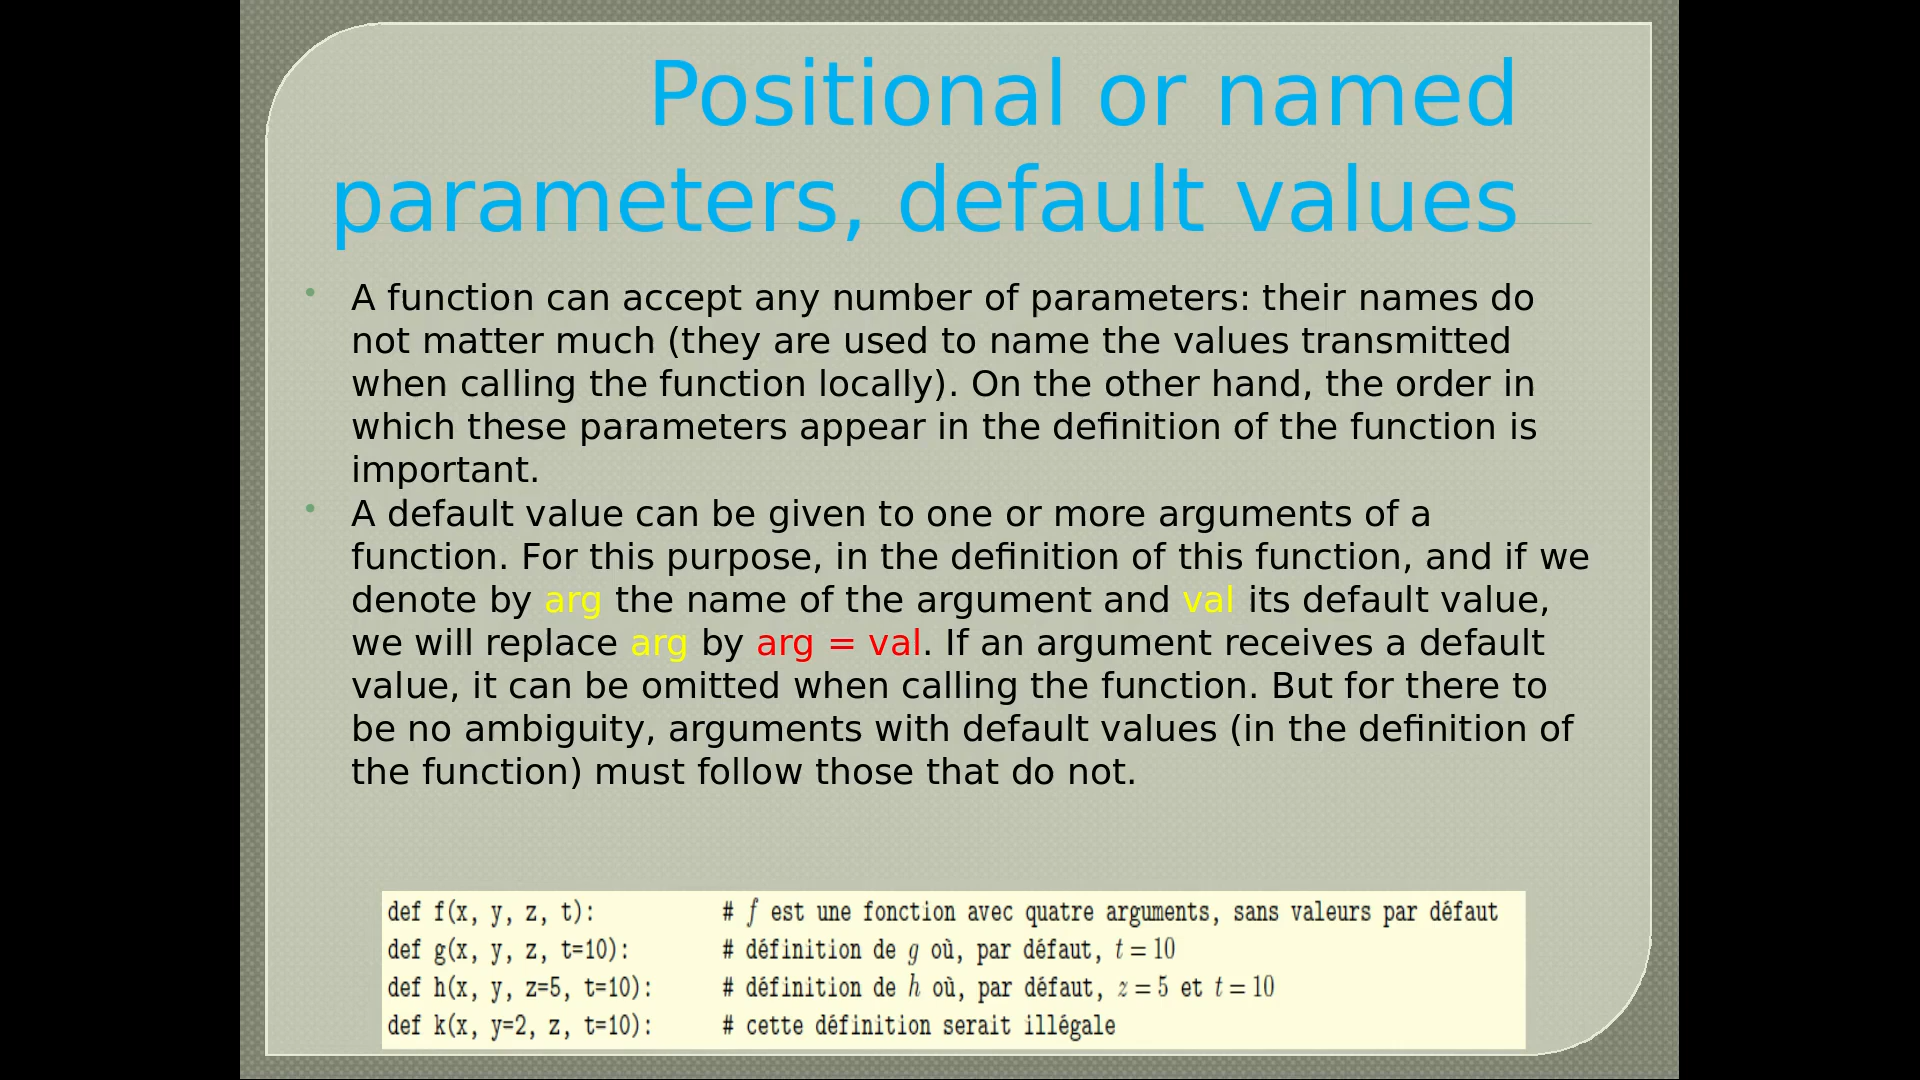 Positional or named
parameters, default values
• A function can accept any number of parameters: their names do
not matter much (they are used to name the values transmitted
when calling the function locally). On the other hand, the order in
which these parameters appear in the definition of the function is
important.
• A default value can be given to one or more arguments of a
function. For this purpose, in the definition of this function, and if we
denote by arg the name of the argument and val its default value,
we will replace arg by arg = val. If an argument receives a default
value, it can be omitted when calling the function. But for there to
be no ambiguity, arguments with default values (in the definition of
the function) must follow those that do not.
def f(x, y, z, t): # f est une fonction avec quatre arguments, sans valeurs par défaut
def g(x, y, z, t=10): # définition de g où, par défaut, t = 10
def h(x, y, z=5, t=10): # définition de h où, par défaut, z = 5 et t = 10
def k(x, y=2, z, t=10): # cette définition serait illégale